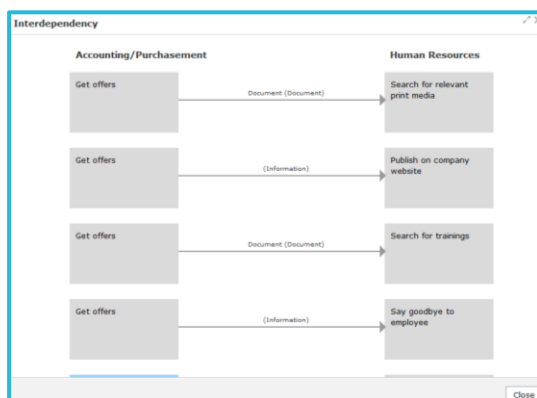 Interdependency
Accounting/Purchasement
Human Resources
Get offers
Document (Document)
Search for relevant
print media
Get offers
(Information)
Publish on company
website
Get offers
Document (Document)
Search for trainings
Get offers
(Information)
Say goodbye to
employee
Close